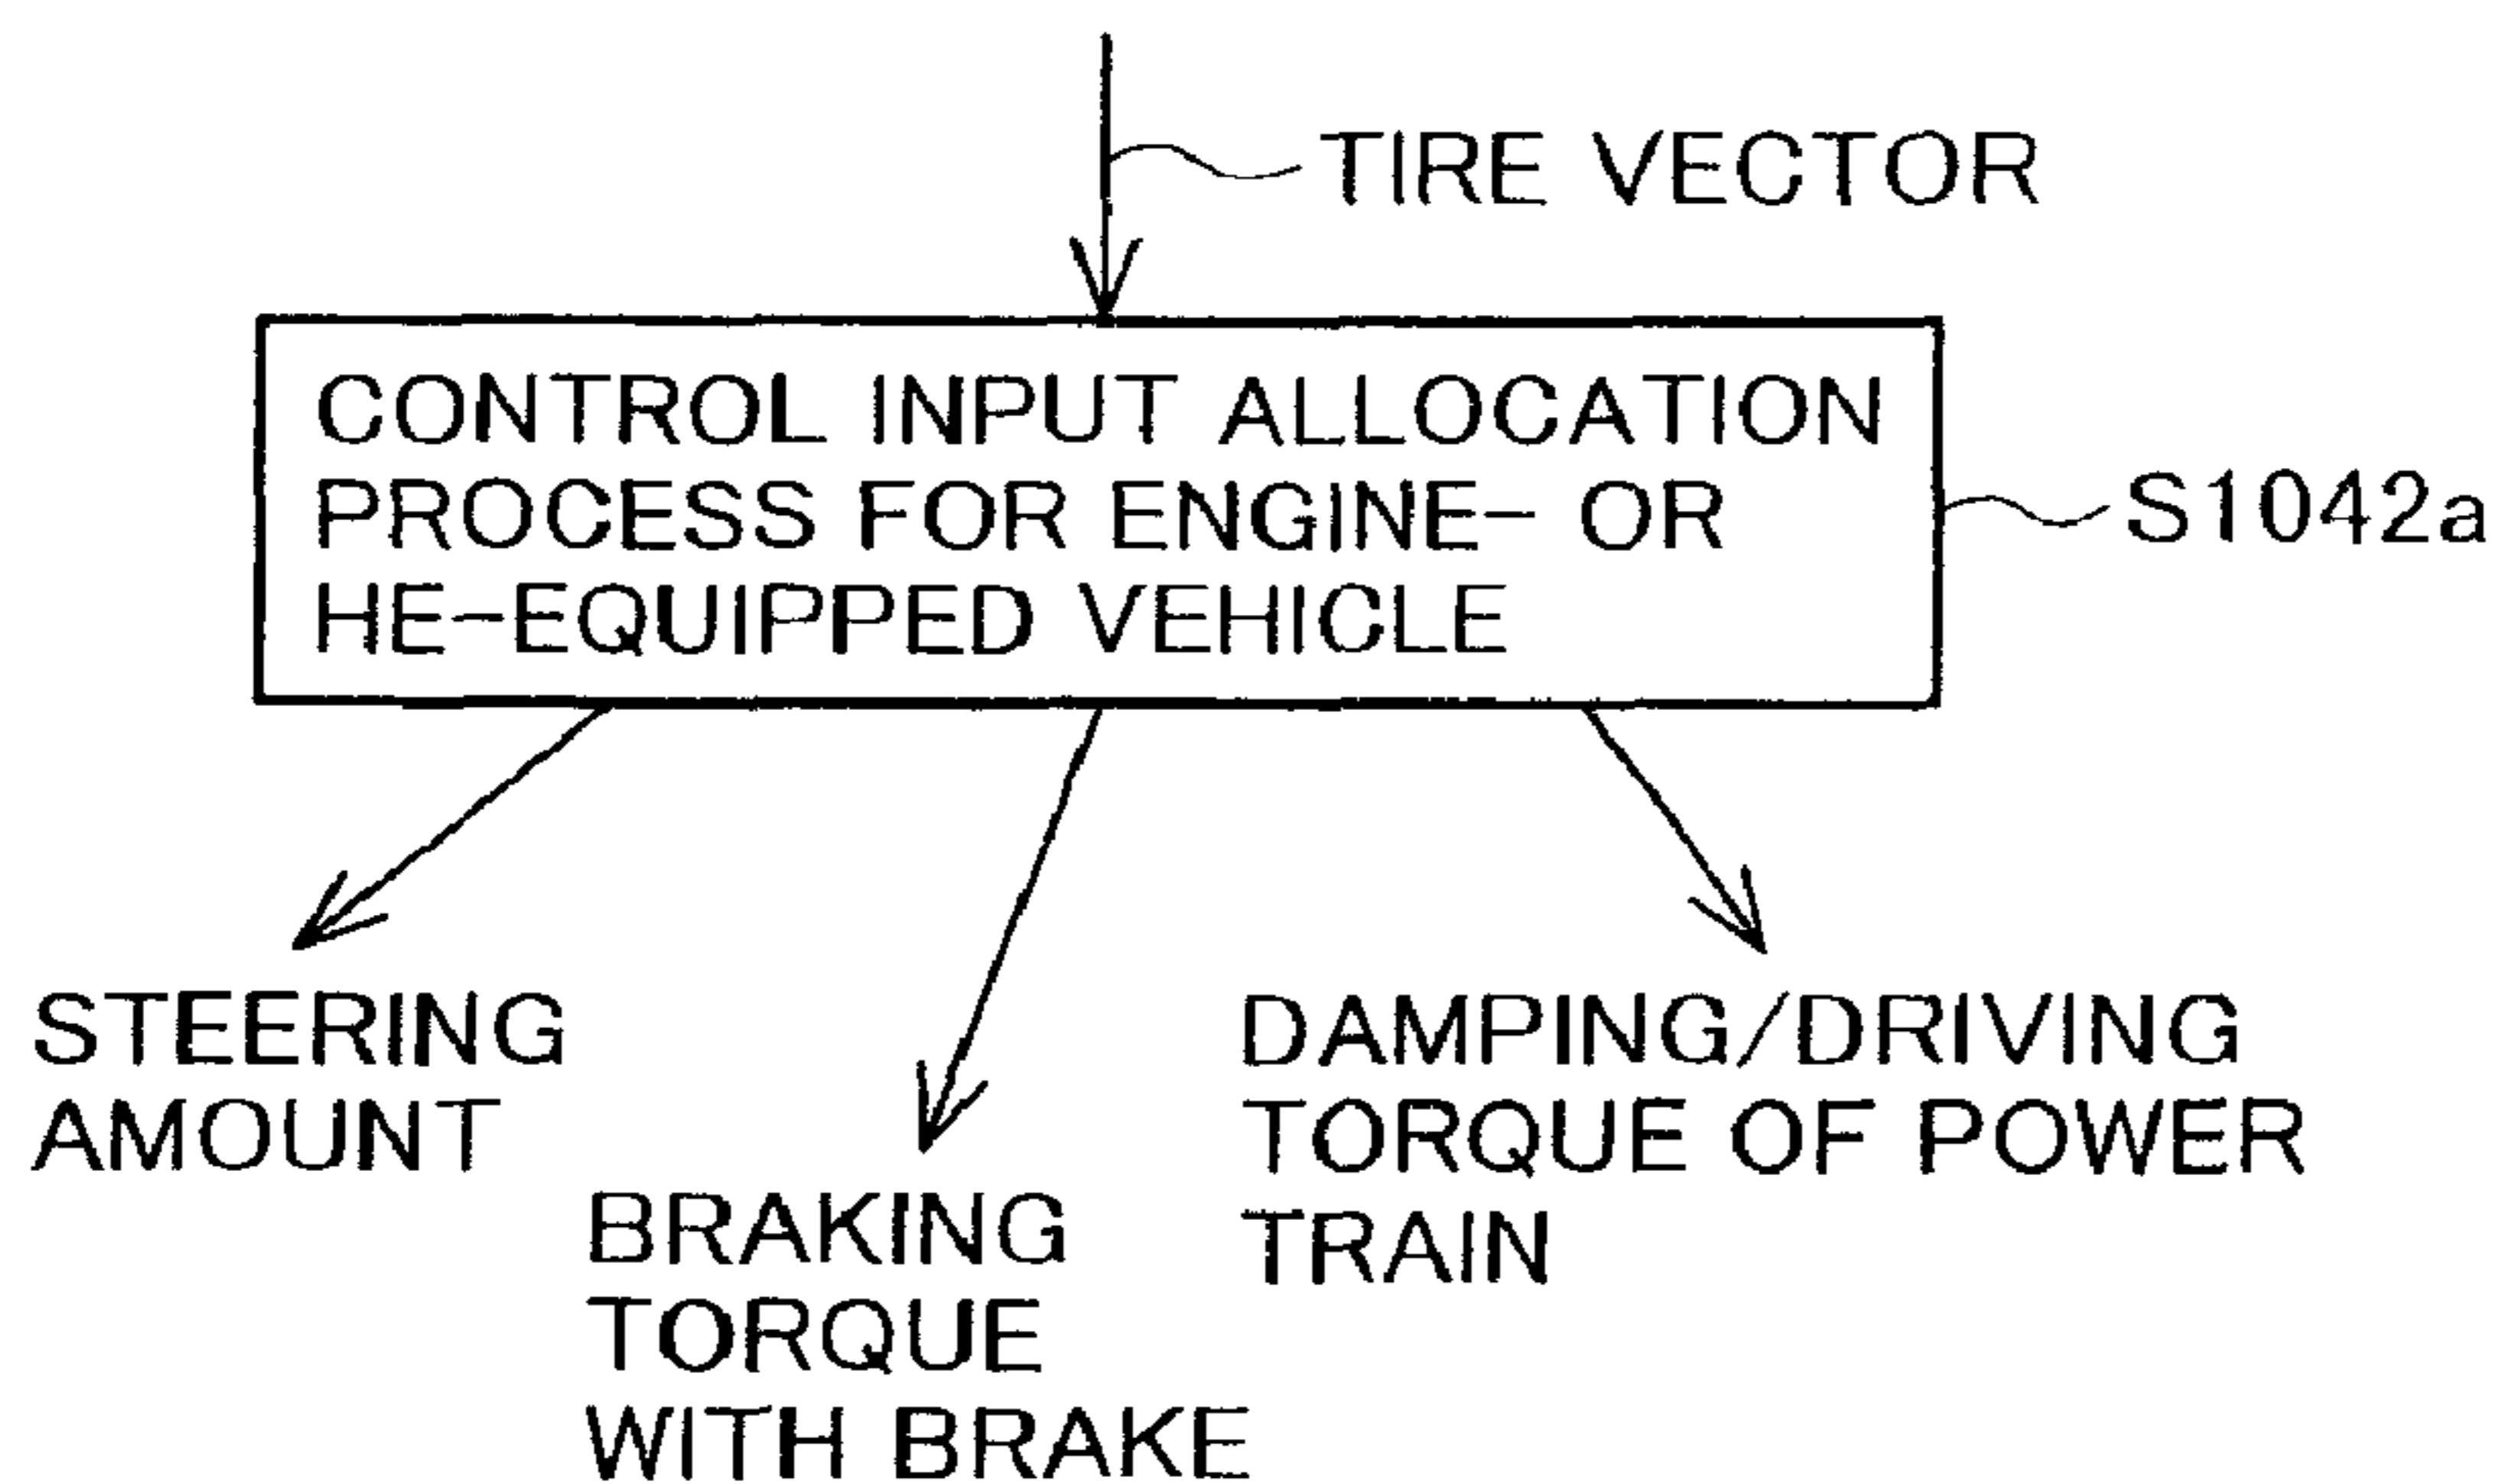 TIRE VECTOR
CONTROL INPUT ALLOCATION
PROCESS FOR ENGINE- OR
HE-EQUIPPED VEHICLE
S1042a
STEERING
AMOUNT
BRAKING
TORQUE
WITH BRAKE
DAMPING/DRIVING
TORQUE OF POWER
TRAIN